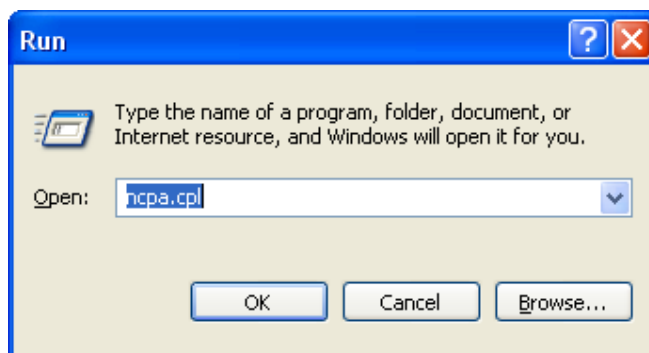 Run
Type the name of a program, folder, document, or
Internet resource, and Windows will open it for you.
Open: ncpa.cpl
OK Cancel Browse...